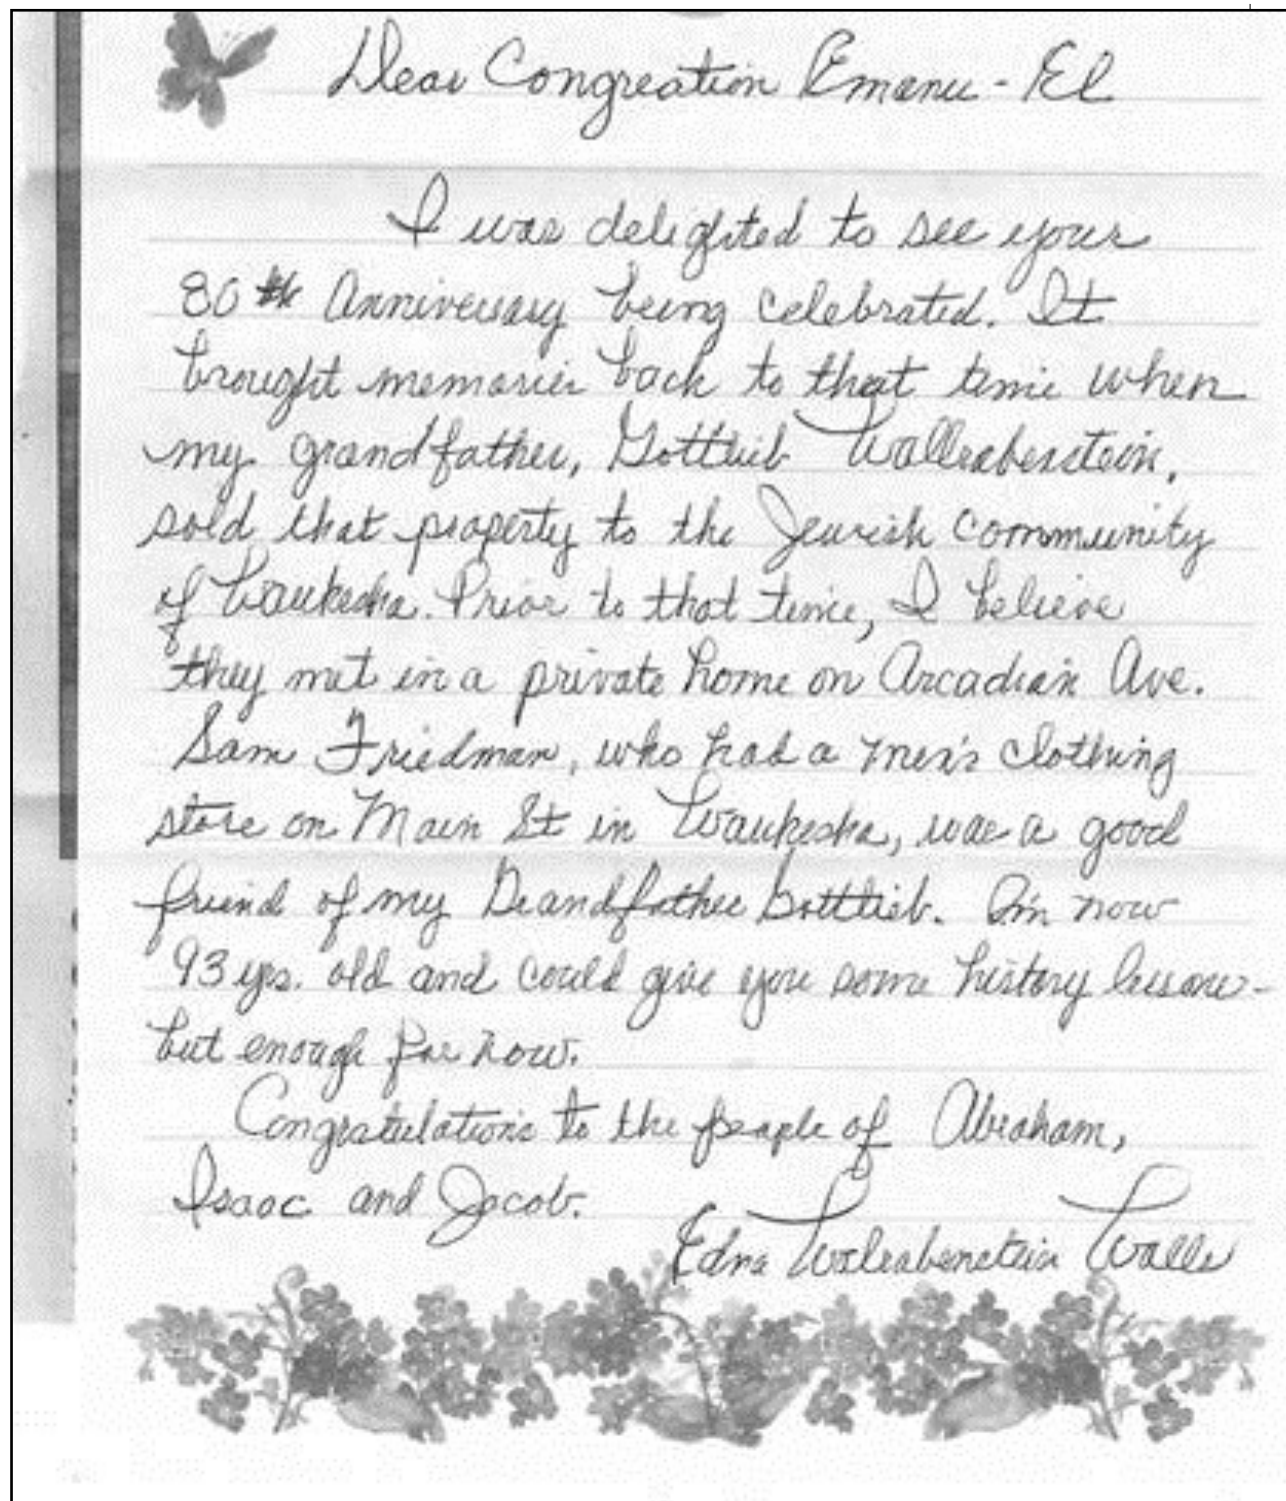 Dear Congreation Emanu-El
I was delighted to see your
80th Anniversary being celebrated. It
brought memories back to that time when
my grandfather, Gottlieb Wallrabenstein,
sold that property to the Jewish community
of Waukesha. Prior to that time, I believe
they met in a private home on Arcadian Ave.
Sam Friedman, who had a men's clothing
store on Main St in Waukesha, was a good
friend of my Grandfather Gottlieb. I'm now
93 yrs. old and could give you some history lessons-
but enough for now.
Congratulations to the people of Abraham,
Isaac and Jacob.
Edna Walrabenstein Walls